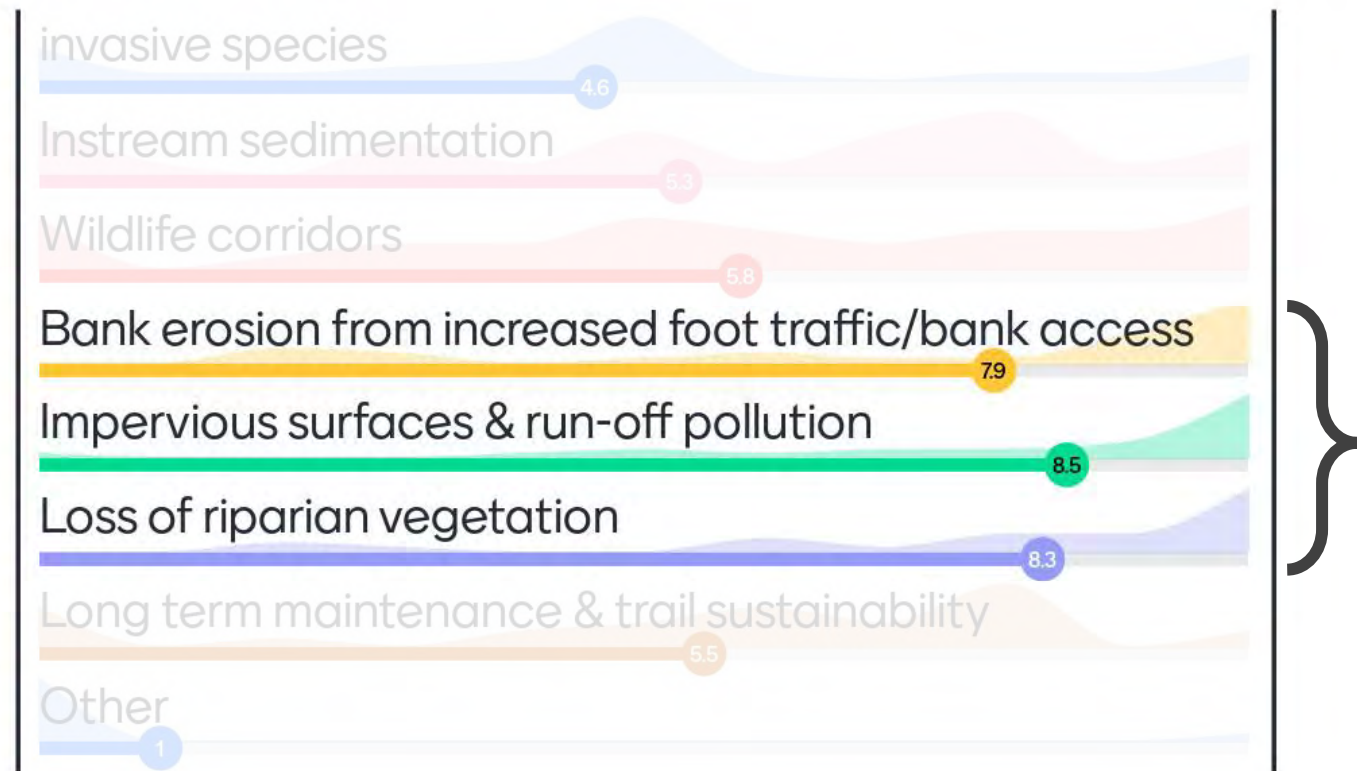 invasive species
4.6
Instream sedimentation
5.3
Wildlife corridors
5.8
Bank erosion from increased foot traffic/bank access
7.9
Impervious surfaces & run-off pollution
8.5
Loss of riparian vegetation
8.3
Long term maintenance & trail sustainability
5.5
Other
1